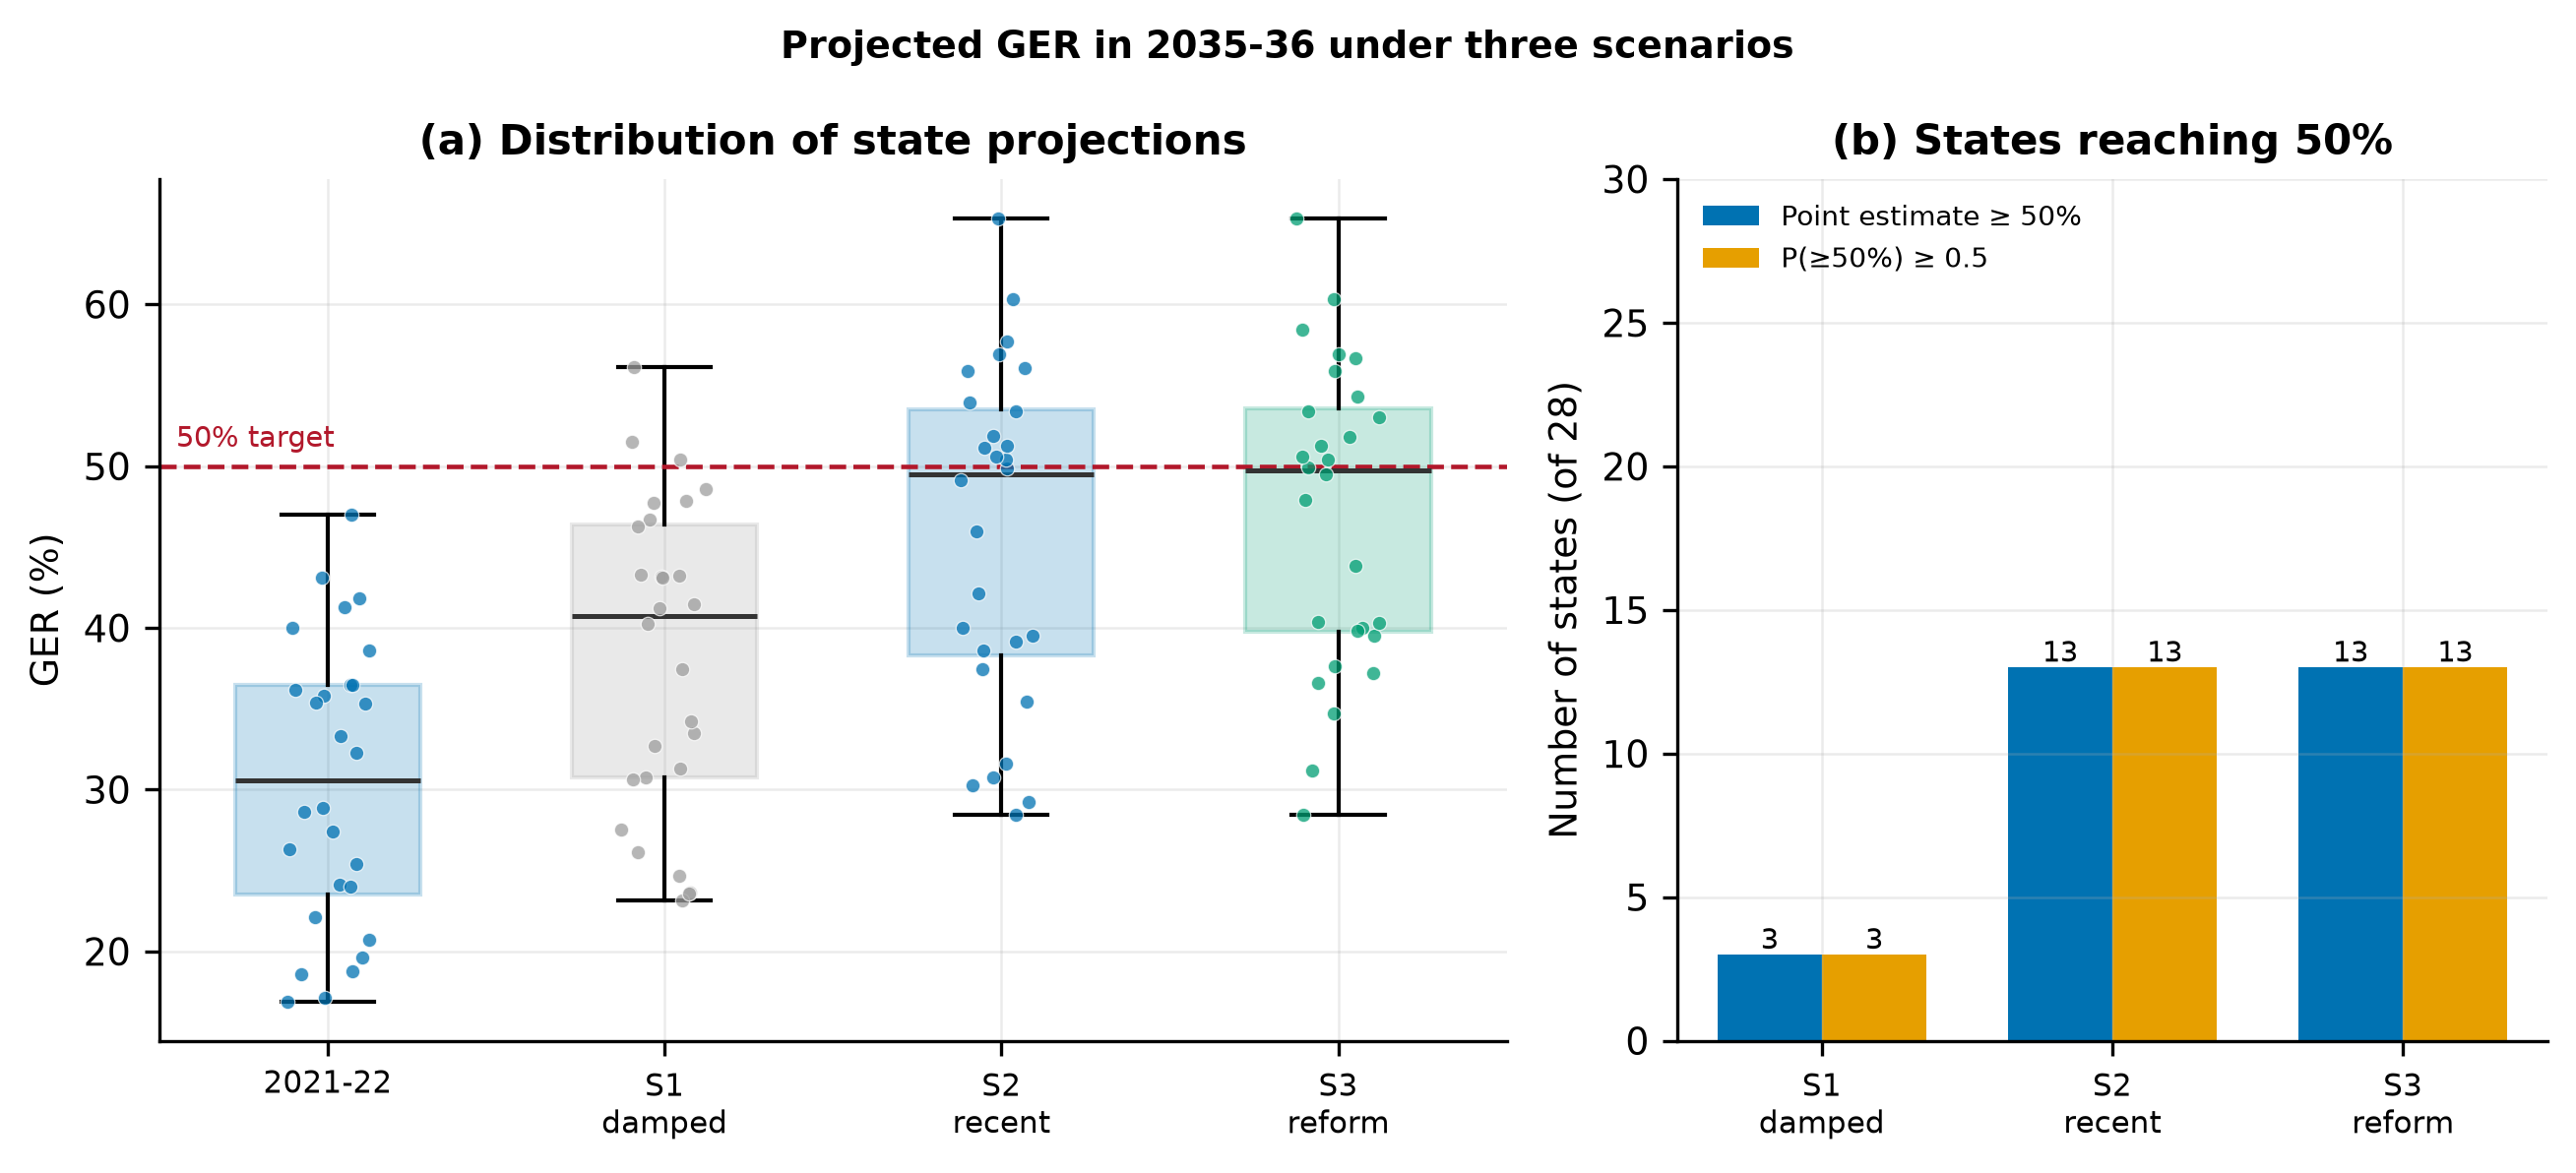 Projected GER in 2035-36 under three scenarios
(a) Distribution of state projections
GER (%)
60
50
40
30
20
50% target
2021-22
S1
damped
S2
recent
S3
reform
(b) States reaching 50%
Number of states (of 28)
30
25
20
15
10
5
0
Point estimate ≥ 50%
P(≥50%) ≥ 0.5
3
3
13
13
13
13
S1
damped
S2
recent
S3
reform